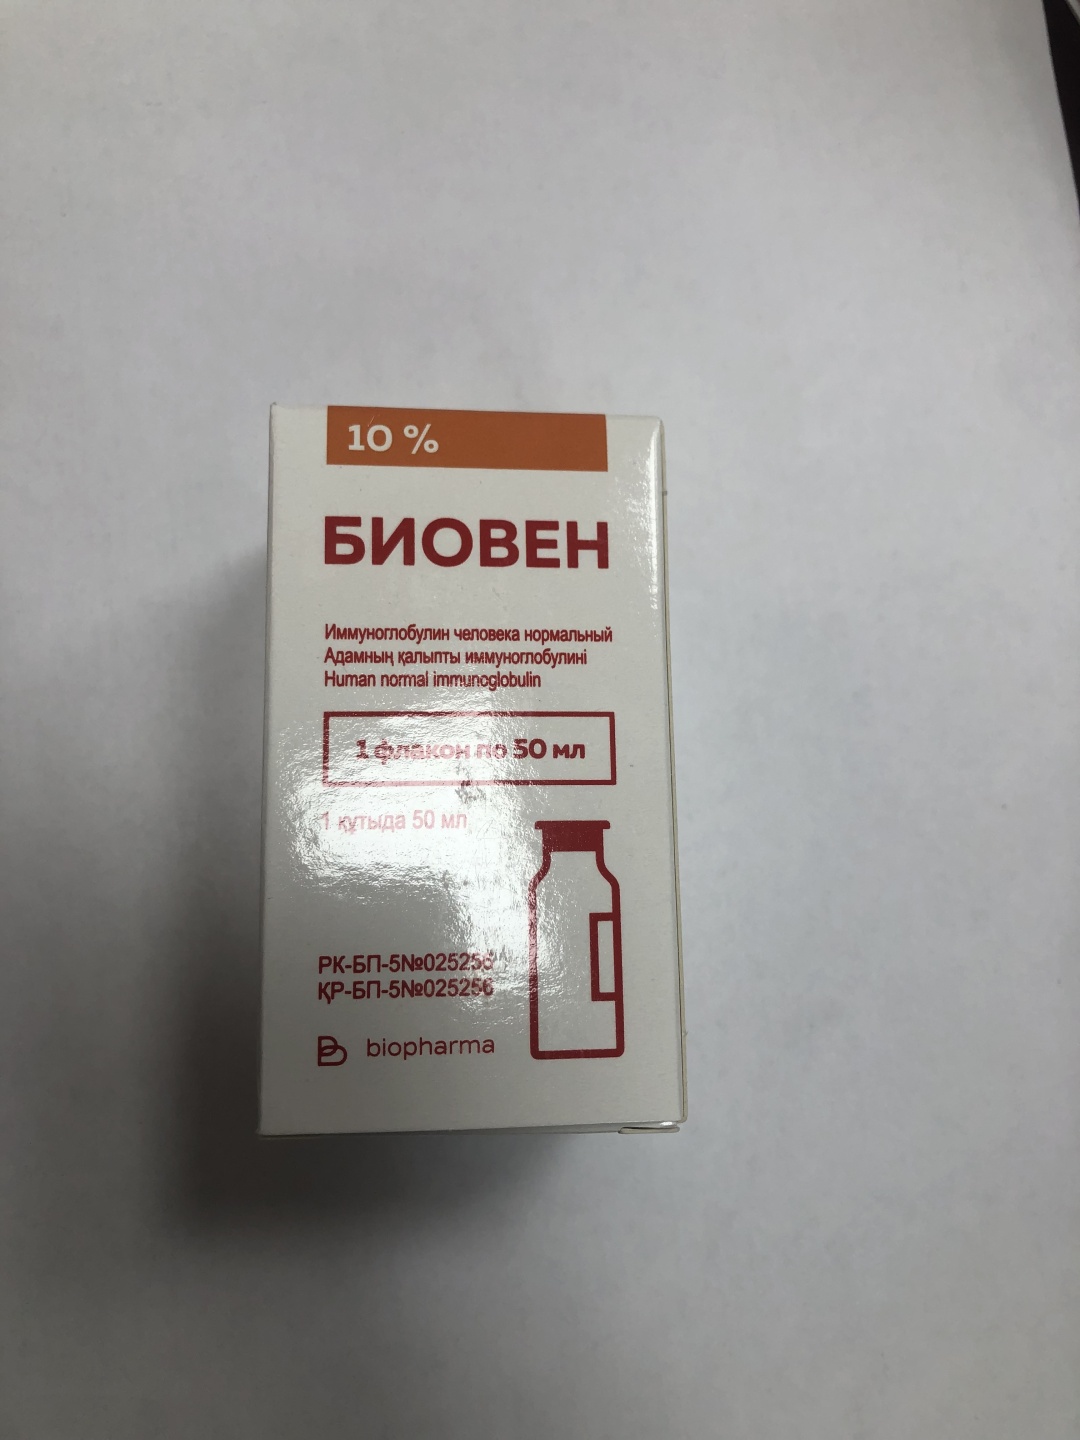 10 %
БИОВЕН
Иммуноглобулин человека нормальный
Адамның қалыпты иммуноглобулині
Human normal immunoglobulin
1 флакон по 50 мл
1 құтыда 50 мл
РК-БП-5№025256
ҚР-БП-5№025256
biopharma